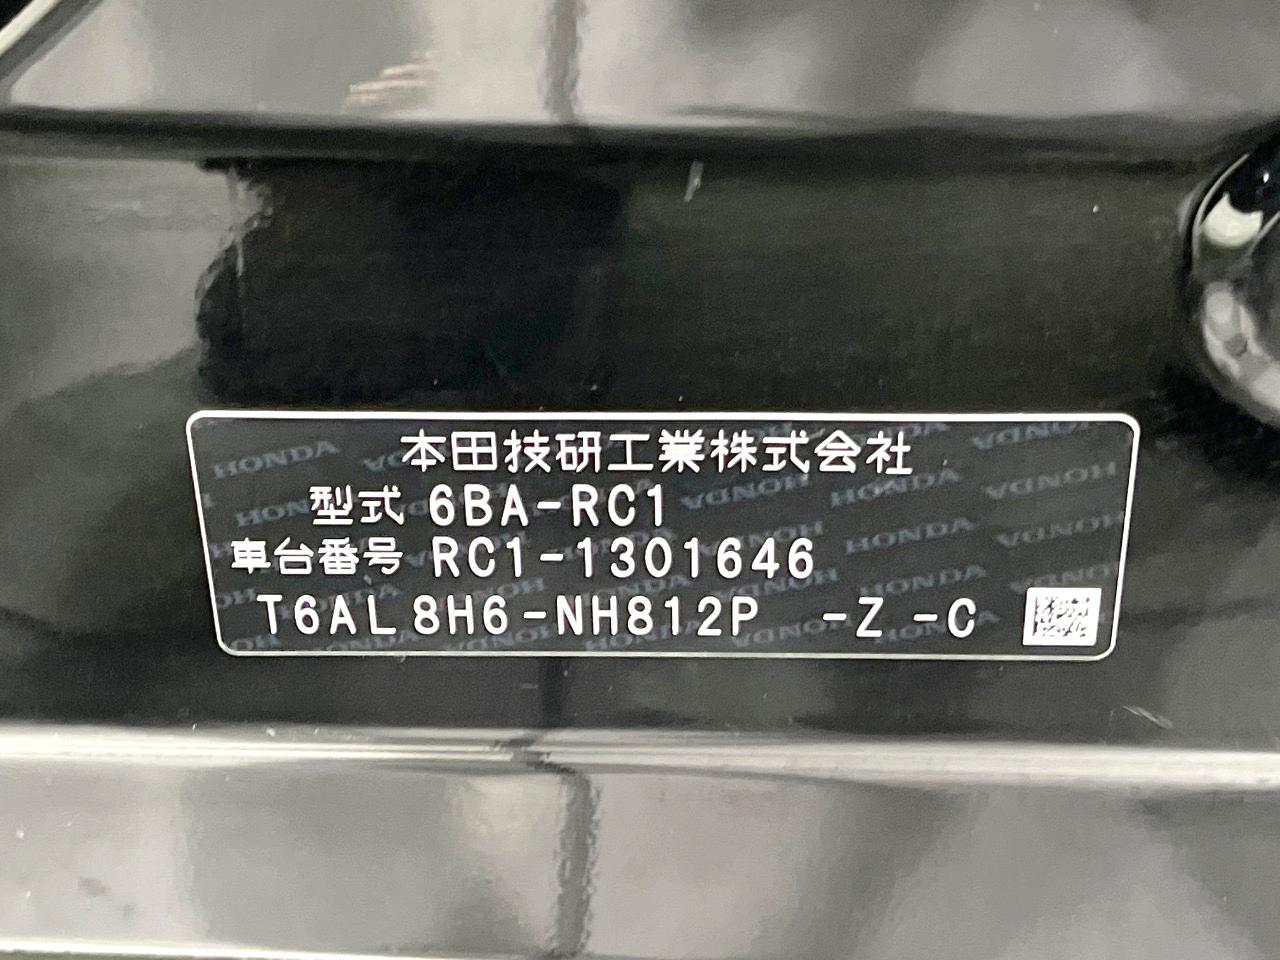 本田技研工業株式会社
型式 6BA-RC1
車台番号 RC1-1301646
T6AL8H6-NH812P -Z -C